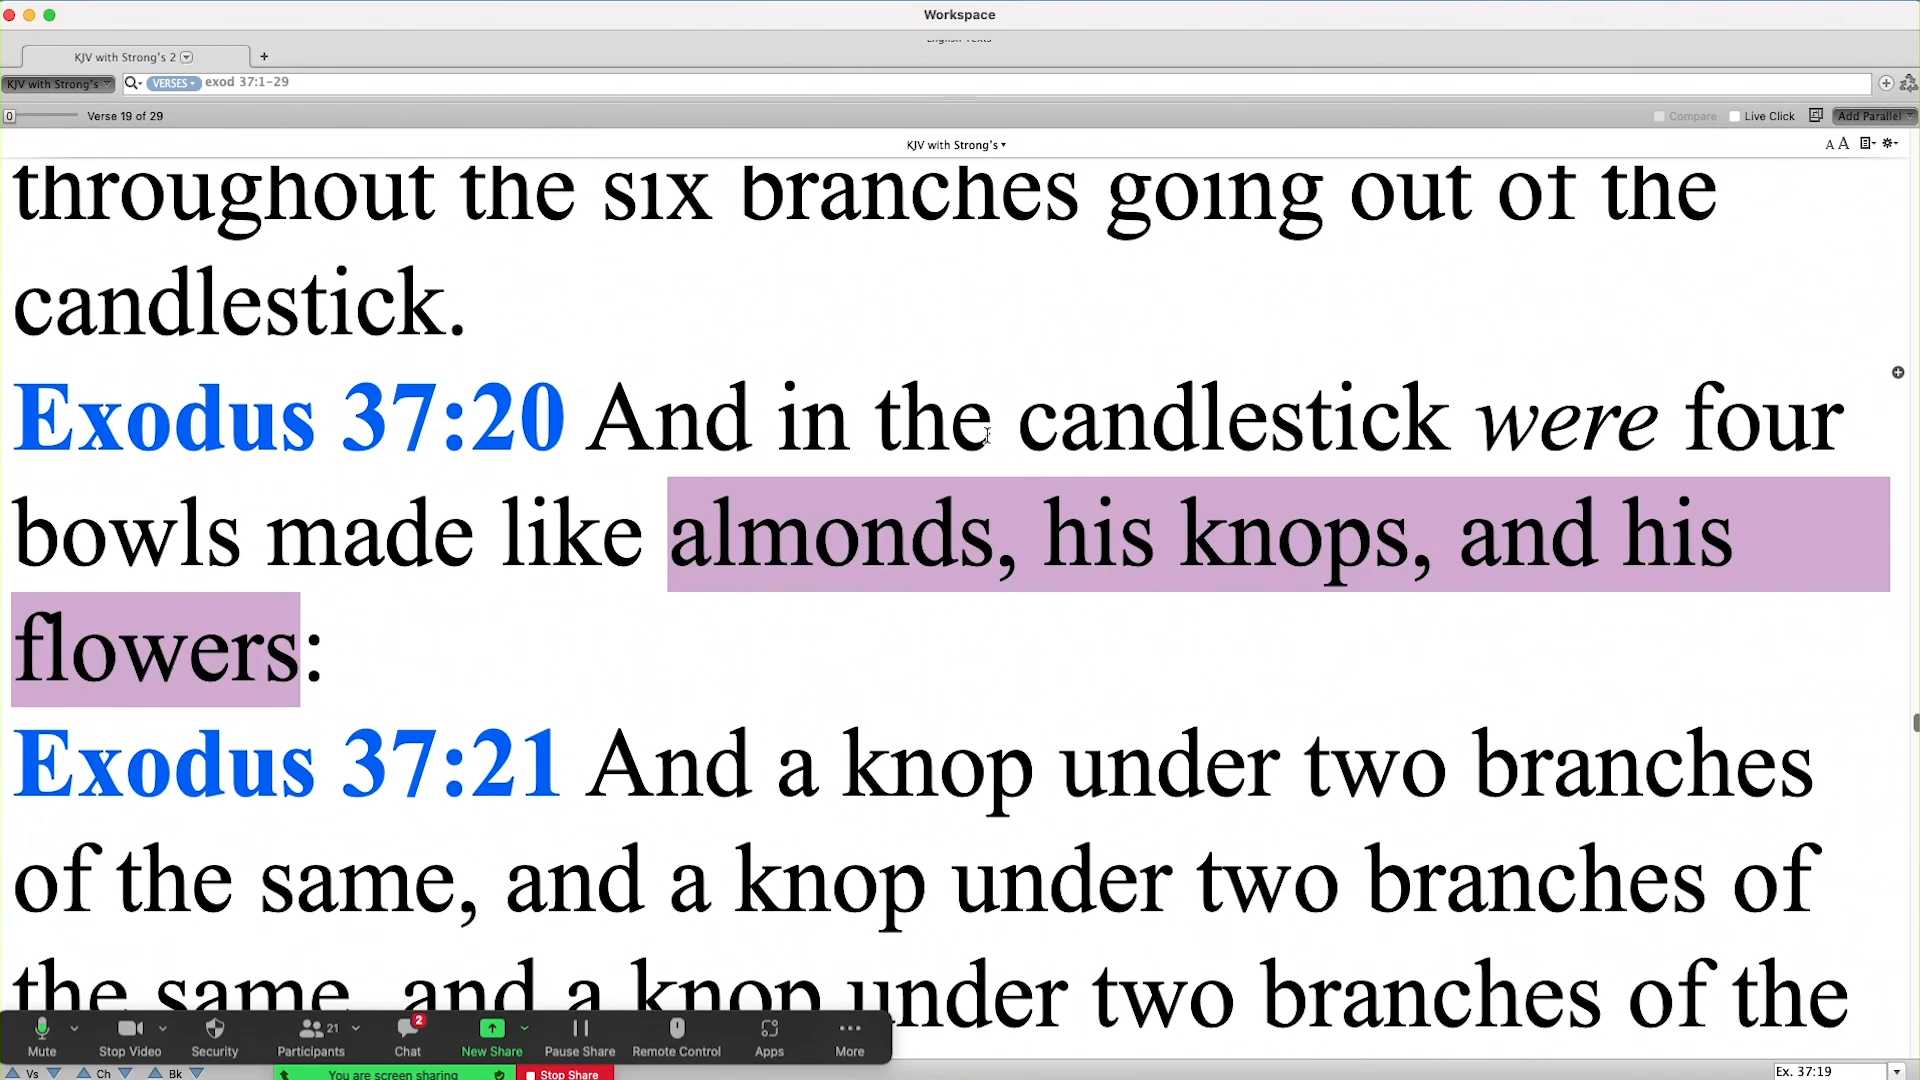 Workspace
English Texts
KJV with Strong's 2
+
KJV with Strong's
VERSES exod 37:1-29
0 Verse 19 of 29
Compare Live Click Add Parallel
KJV with Strong's
A A
throughout the six branches going out of the
candlestick.
Exodus 37:20 And in the candlestick were four
bowls made like almonds, his knops, and his
flowers:
Exodus 37:21 And a knop under two branches
of the same, and a knop under two branches of
the same, and a knop under two branches of the
21
2
Mute Stop Video Security Participants Chat New Share Pause Share Remote Control Apps More
Vs Ch Bk
You are screen sharing Stop Share
Ex. 37:19